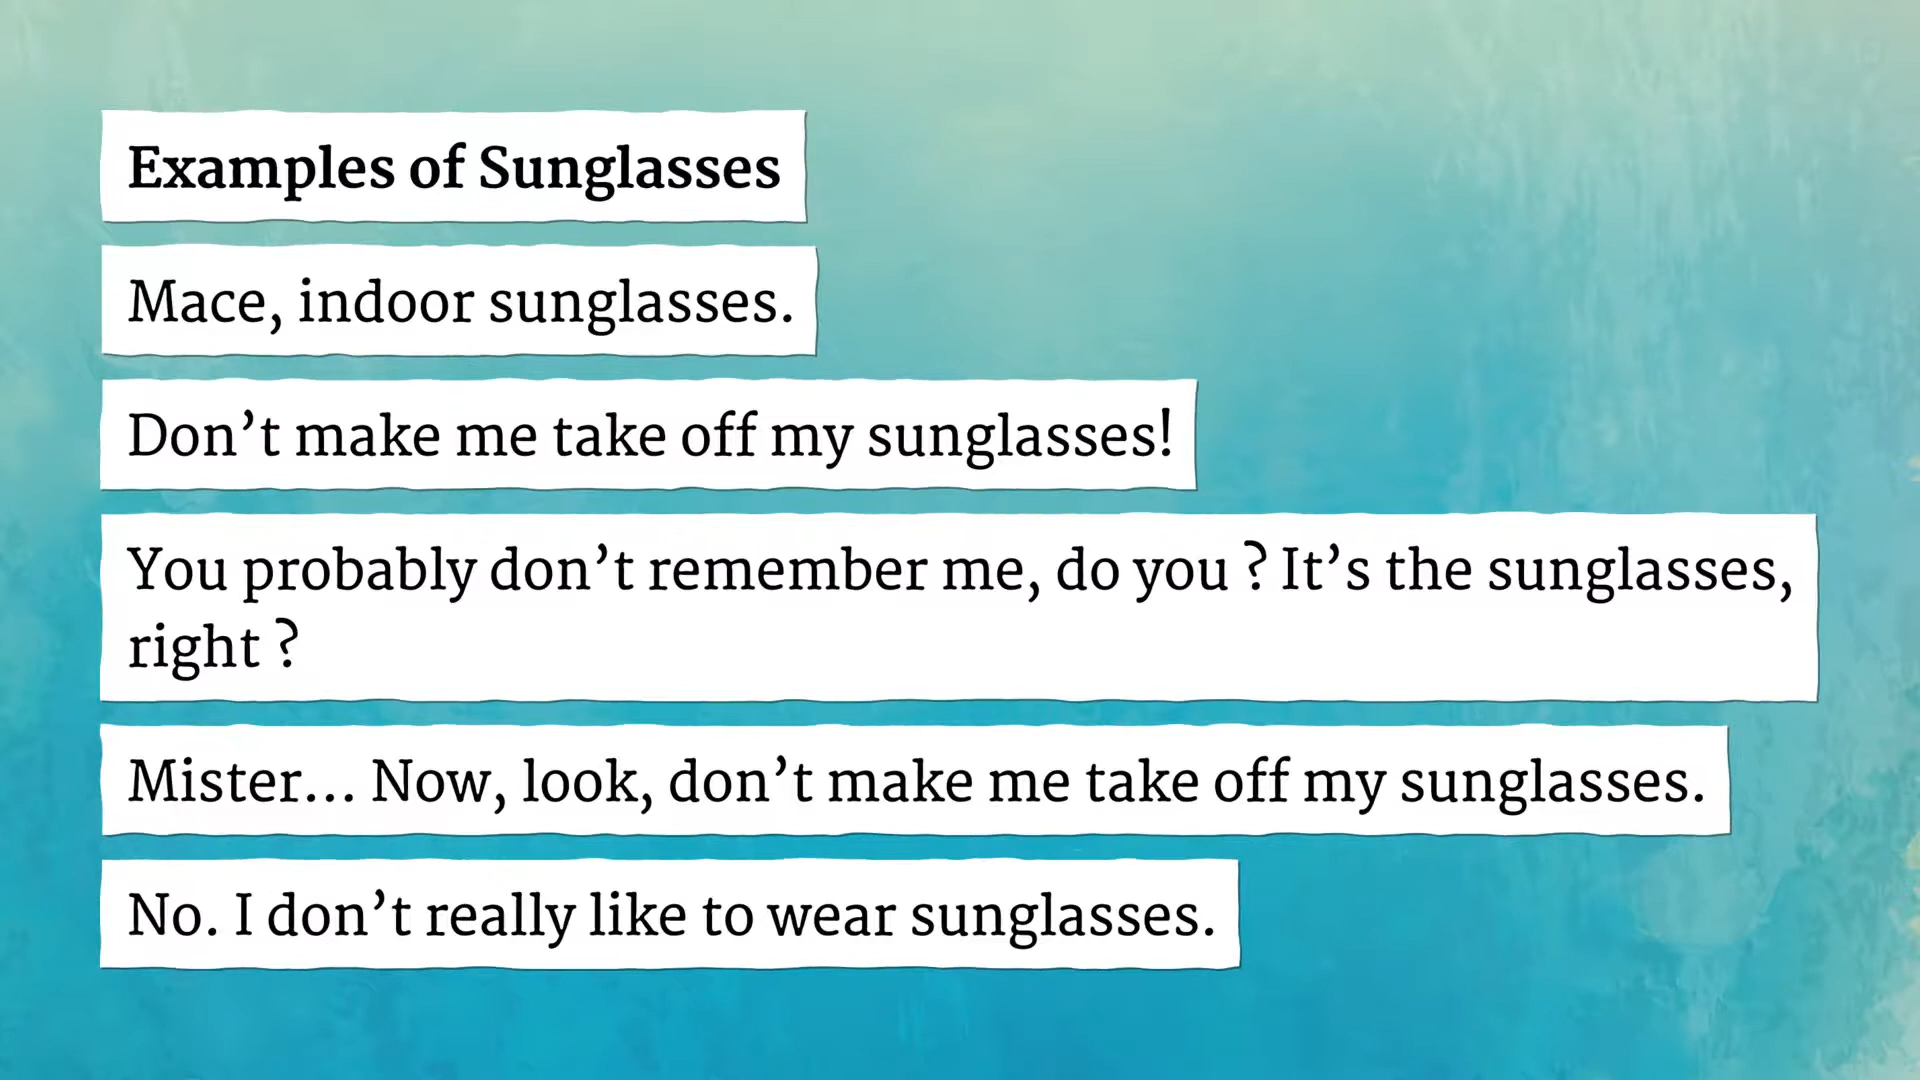 Examples of Sunglasses
Mace, indoor sunglasses.
Don’t make me take off my sunglasses!
You probably don’t remember me, do you ? It’s the sunglasses,
right ?
Mister... Now, look, don’t make me take off my sunglasses.
No. I don’t really like to wear sunglasses.